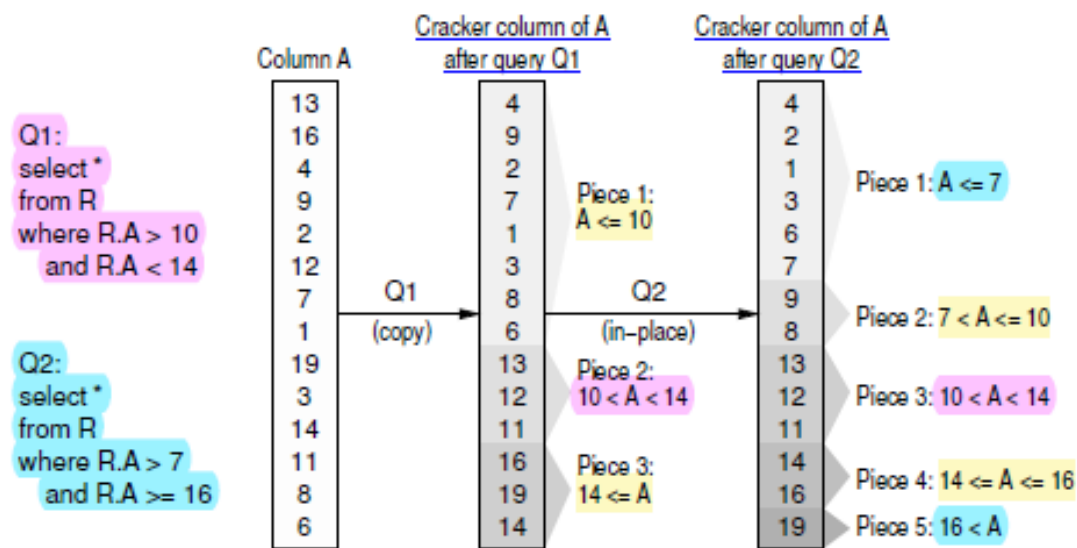 Column A
Cracker column of A
after query Q1
Cracker column of A
after query Q2
Q1:
select *
from R
where R.A > 10
and R.A < 14
Q2:
select *
from R
where R.A > 7
and R.A >= 16
13
16
4
9
2
12
7
1
19
3
14
11
8
6
Q1
(copy)
4
9
2
7
1
3
8
6
13
12
11
16
19
14
Piece 1:
A <= 10
Piece 2:
10 < A < 14
Piece 3:
14 <= A
Q2
(in-place)
4
2
1
3
6
7
9
8
13
12
11
14
16
19
Piece 1: A <= 7
Piece 2: 7 < A <= 10
Piece 3: 10 < A < 14
Piece 4: 14 <= A <= 16
Piece 5: 16 < A